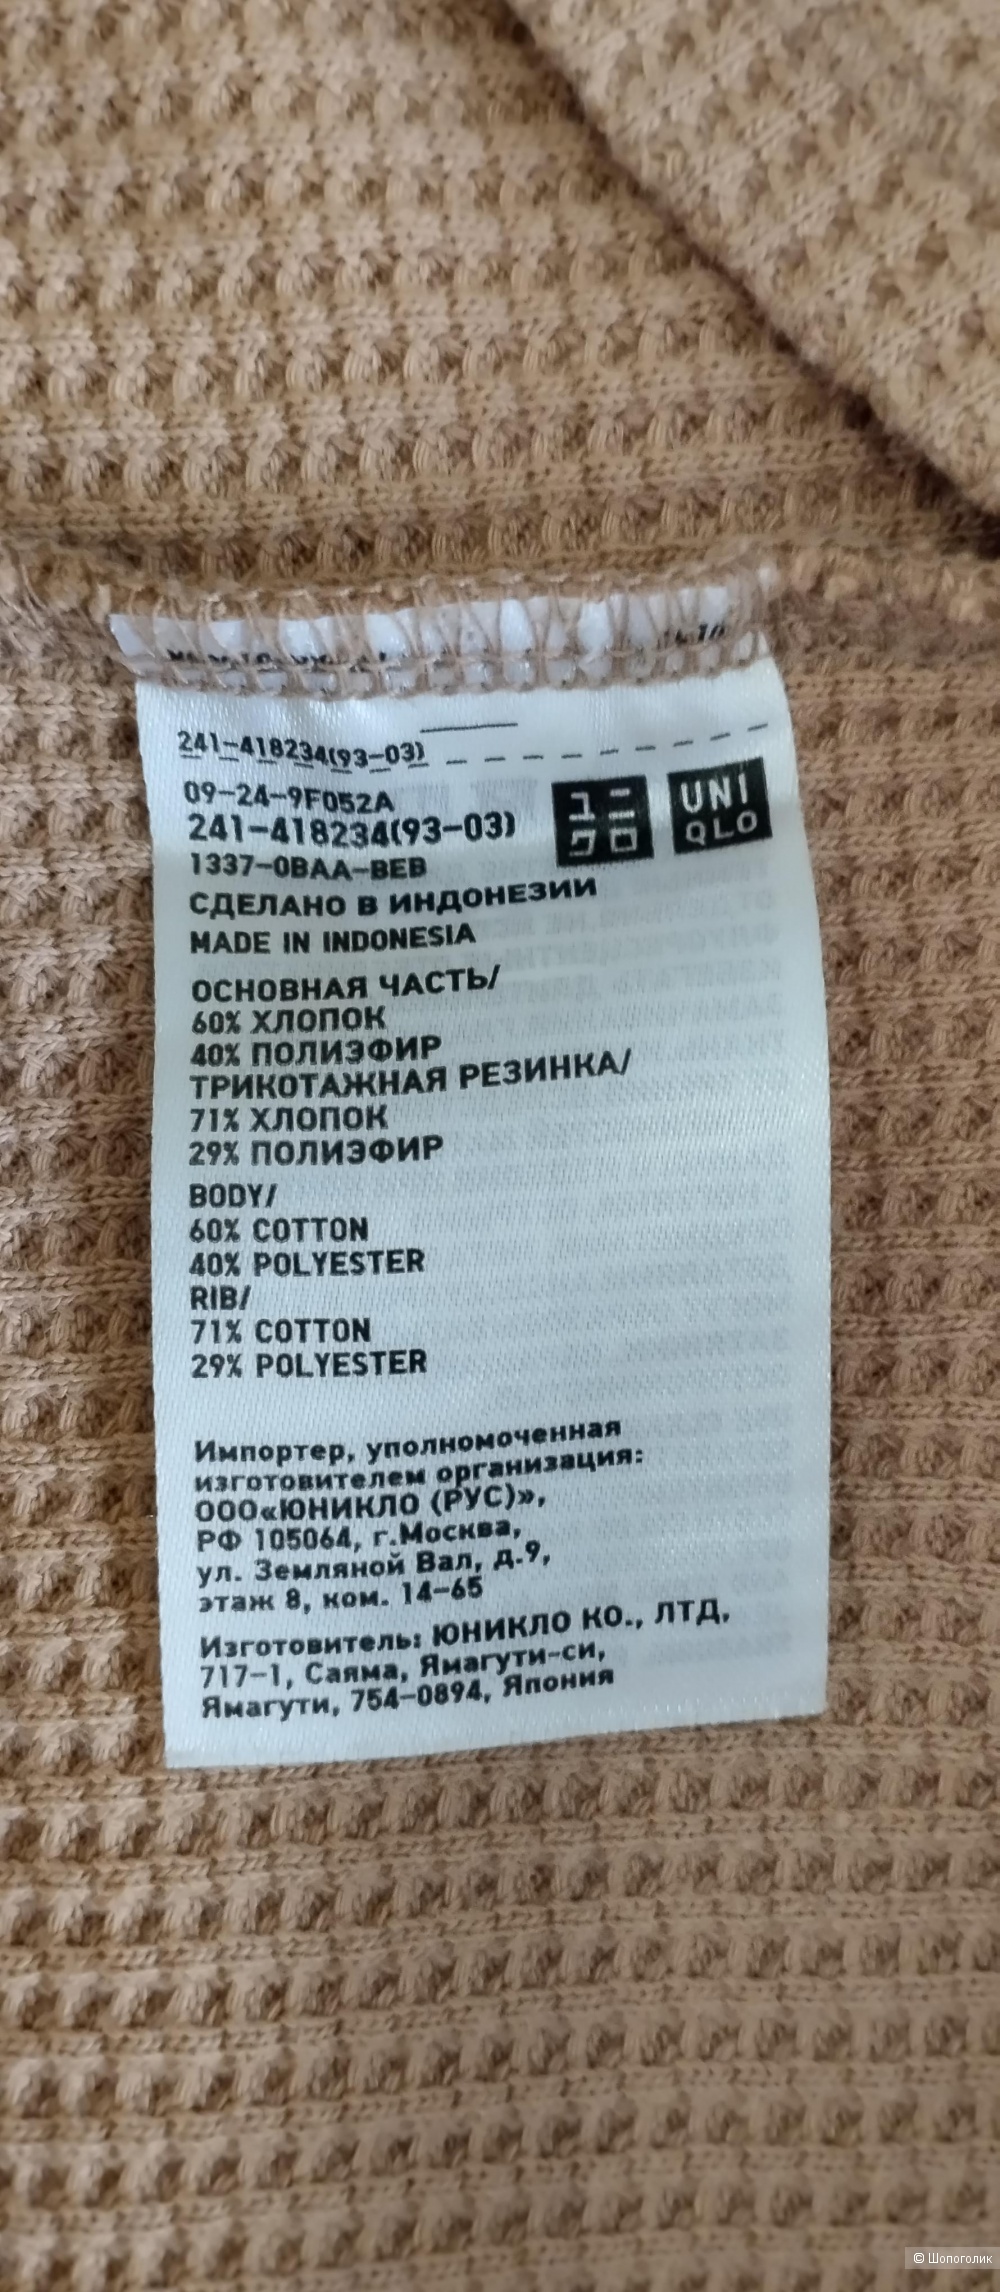 241-418234(93-03)
09-24-9F052A
241-418234(93-03)
ユニ
クロ
UNI
QLO
1337-0BAA-BEB
СДЕЛАНО В ИНДОНЕЗИИ
MADE IN INDONESIA
ОСНОВНАЯ ЧАСТЬ/
60% ХЛОПОК
40% ПОЛИЭФИР
ТРИКОТАЖНАЯ РЕЗИНКА/
71% ХЛОПОК
29% ПОЛИЭФИР
BODY/
60% COTTON
40% POLYESTER
RIB/
71% COTTON
29% POLYESTER
Импортер, уполномоченная
изготовителем организация:
ООО«ЮНИКЛО (РУС)»,
РФ 105064, г.Москва,
ул. Земляной Вал, д.9,
этаж 8, ком. 14-65
Изготовитель: ЮНИКЛО КО., ЛТД,
717-1, Саяма, Ямагути-си,
Ямагути, 754-0894, Япония
© Шопоголик